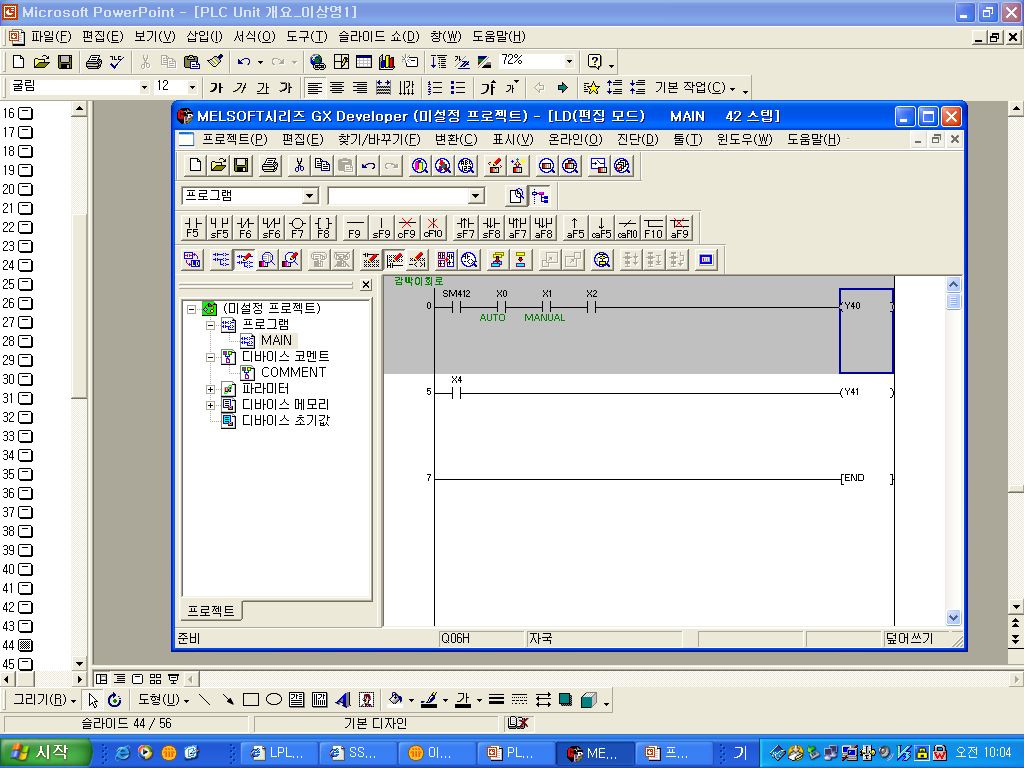 Microsoft PowerPoint - [PLC Unit 개요_이상명1]
파일(F) 편집(E) 보기(V) 삽입(I) 서식(O) 도구(T) 슬라이드 쇼(D) 창(W) 도움말(H)
72%
굴림 12 가 가 가 가 기본 작업(C)
16
17
18
19
20
21
22
23
24
25
26
27
28
29
30
31
32
33
34
35
36
37
38
39
40
41
42
43
44
45
MELSOFT시리즈 GX Developer (미설정 프로젝트) - [LD(편집 모드) MAIN 42 스텝]
프로젝트(P) 편집(E) 찾기/바꾸기(F) 변환(C) 표시(V) 온라인(O) 진단(D) 툴(T) 윈도우(W) 도움말(H)
프로그램
F5 sF5 F6 sF6 F7 F8 F9 sF9 cF9 cF10 sF7 sF8 aF7 aF8 aF5 caF5 caF10 F10 aF9
(미설정 프로젝트)
프로그램
MAIN
디바이스 코멘트
COMMENT
파라미터
디바이스 메모리
디바이스 초기값
프로젝트
깜박이회로
SM412 X0 X1 X2
0 Y40
AUTO MANUAL
X4
5 Y41
7 END
준비 Q06H 자국 덮어쓰기
그리기(R) 도형(U) 가
슬라이드 44 / 56 기본 디자인
시작 LPL... SS... 이... PL... ME... 프... 기 오전 10:04